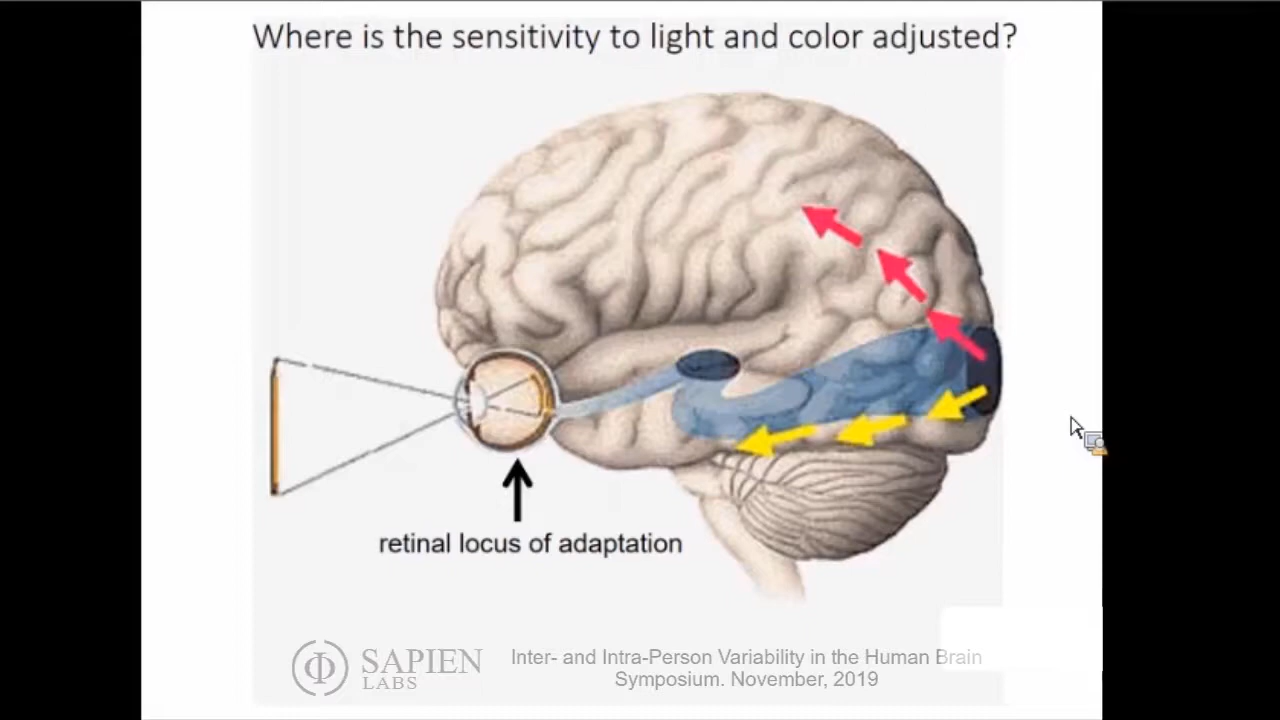 Where is the sensitivity to light and color adjusted?
retinal locus of adaptation
SAPIEN
LABS
Inter- and Intra-Person Variability in the Human Brain
Symposium. November, 2019